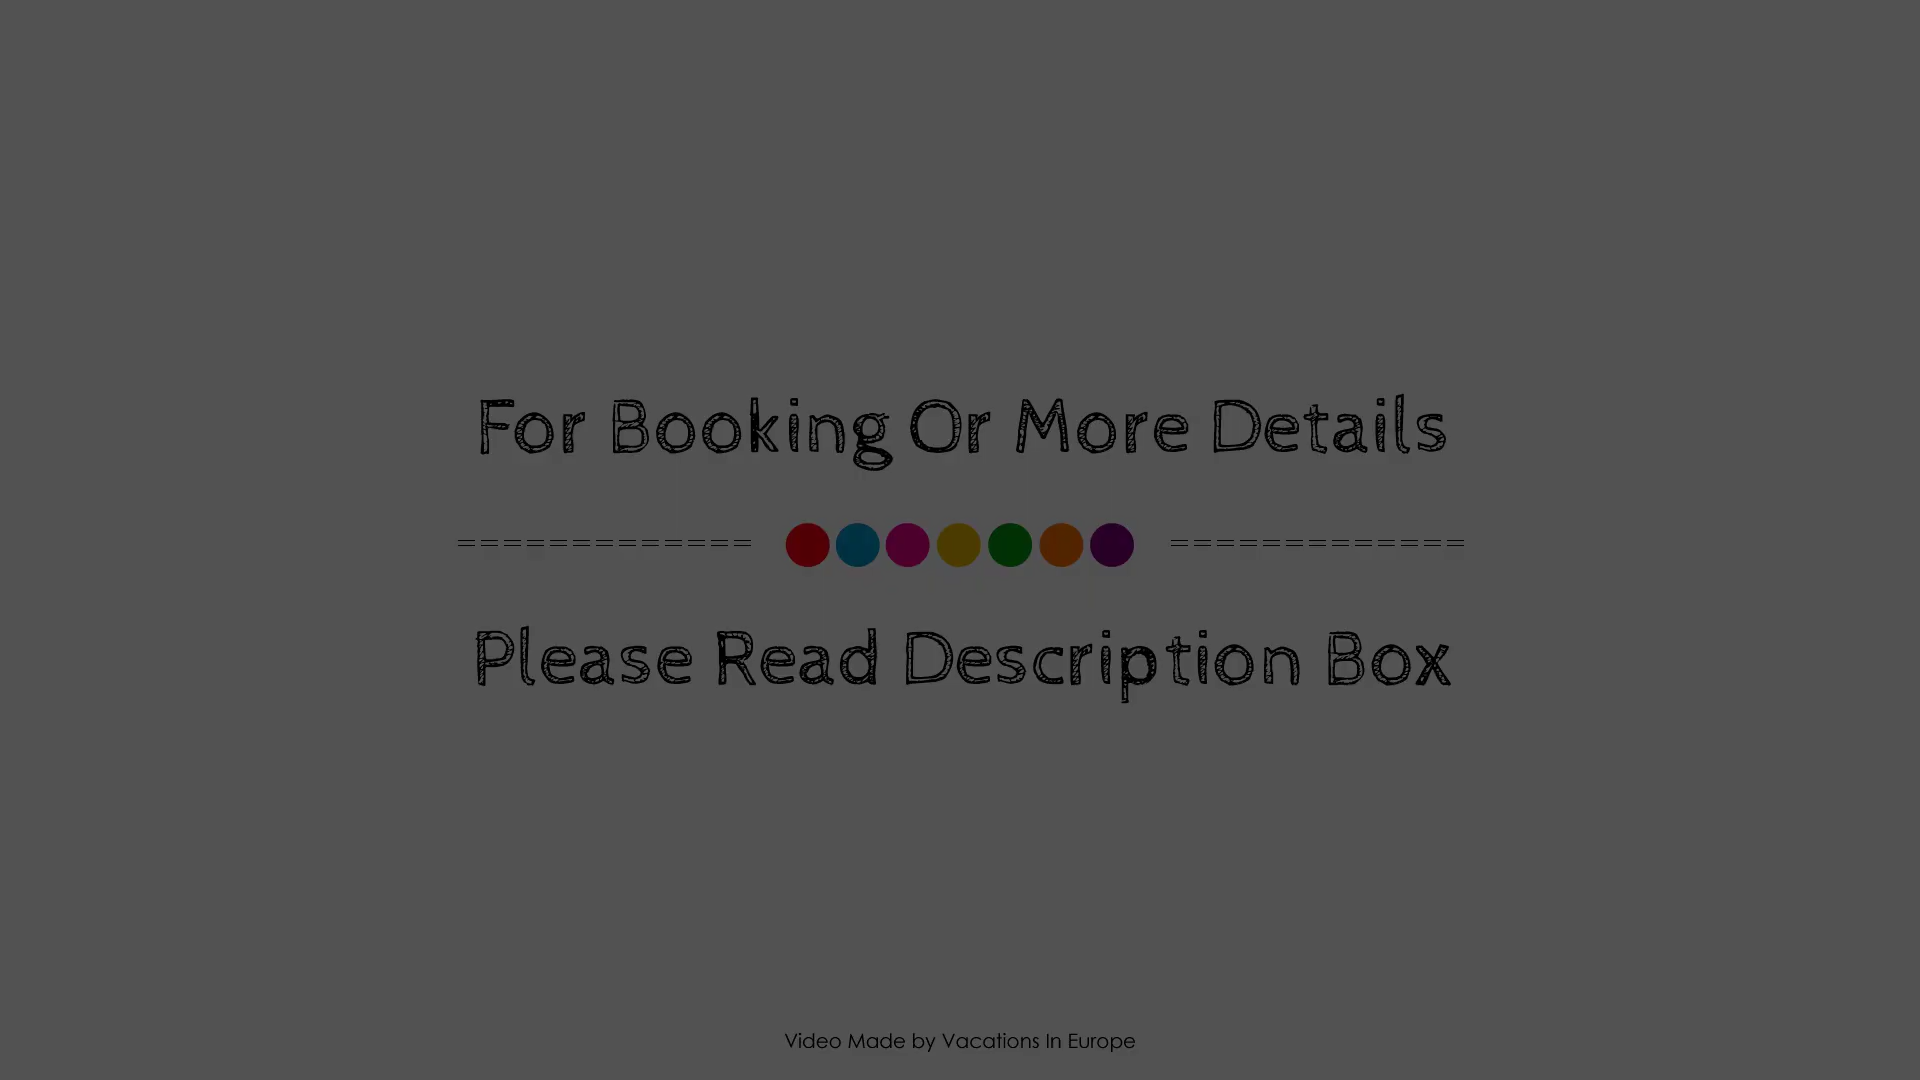 For Booking Or More Details
============= =============
Please Read Description Box
Video Made by Vacations In Europe